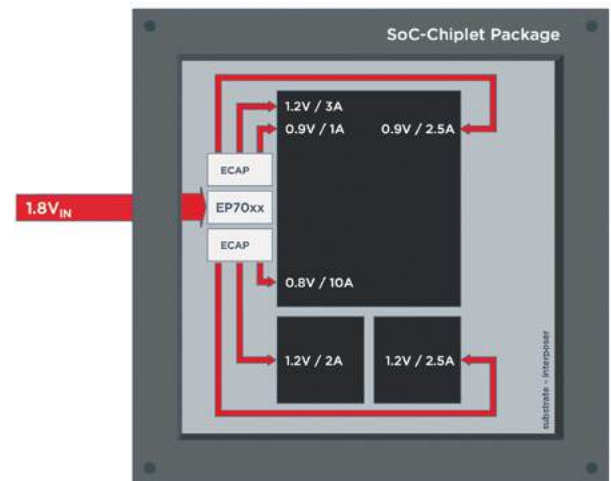 SoC-Chiplet Package
1.2V / 3A
0.9V / 1A
0.9V / 2.5A
ECAP
1.8VIN
EP70xx
ECAP
0.8V / 10A
1.2V / 2A
1.2V / 2.5A
substrate - interposer